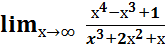 lim x→∞ (x⁴−x³+1)/(x³+2x²+x)